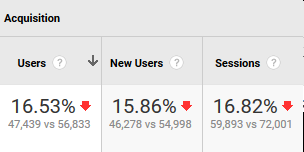 Acquisition
Users ? New Users ? Sessions ?
16.53% 15.86% 16.82%
47,439 vs 56,833 46,278 vs 54,998 59,893 vs 72,001